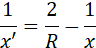 1/x′ = 2/R − 1/x